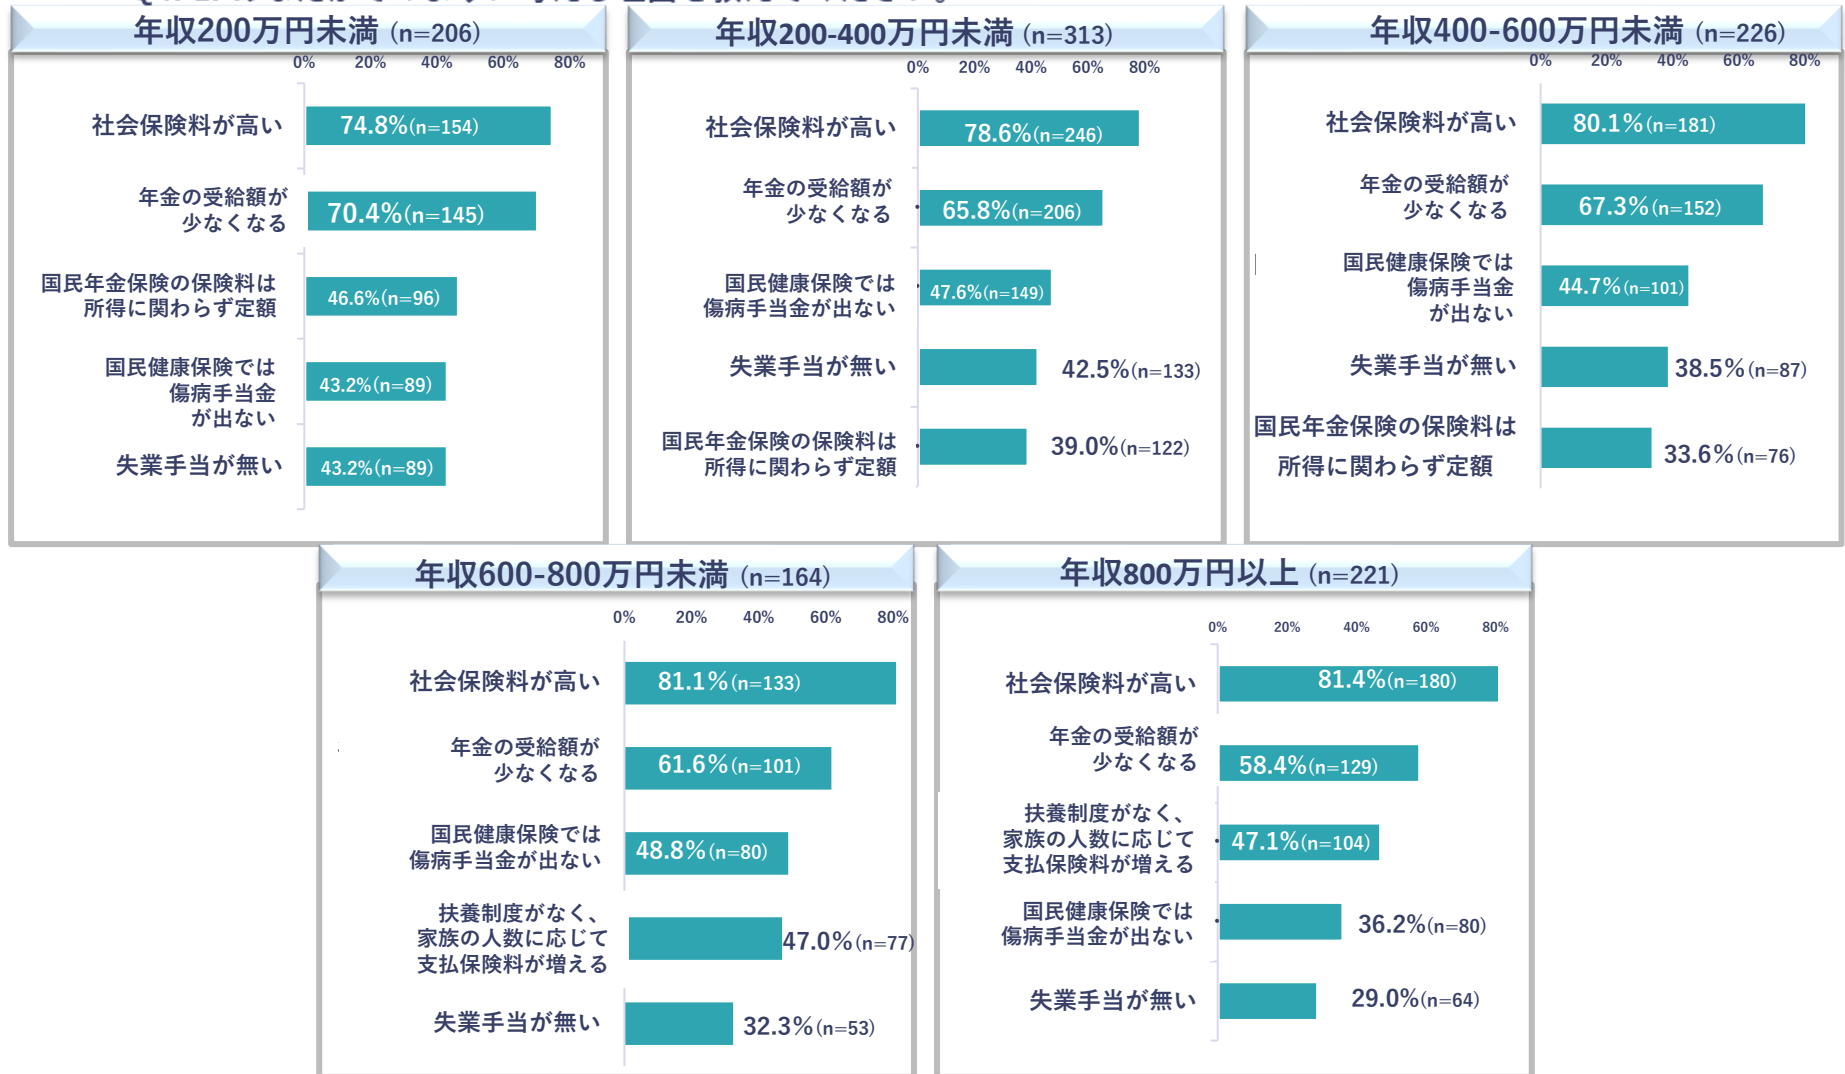 年収200万円未満 (n=206)
0% 20% 40% 60% 80%
社会保険料が高い
74.8%(n=154)
年金の受給額が
少なくなる
70.4%(n=145)
国民年金保険の保険料は
所得に関わらず定額
46.6%(n=96)
国民健康保険では
傷病手当金
が出ない
43.2%(n=89)
失業手当が無い
43.2%(n=89)
年収200-400万円未満 (n=313)
0% 20% 40% 60% 80%
社会保険料が高い
78.6%(n=246)
年金の受給額が
少なくなる
65.8%(n=206)
国民健康保険では
傷病手当金が出ない
47.6%(n=149)
失業手当が無い
42.5%(n=133)
国民年金保険の保険料は
所得に関わらず定額
39.0%(n=122)
年収400-600万円未満 (n=226)
0% 20% 40% 60% 80%
社会保険料が高い
80.1%(n=181)
年金の受給額が
少なくなる
67.3%(n=152)
国民健康保険では
傷病手当金
が出ない
44.7%(n=101)
失業手当が無い
38.5%(n=87)
国民年金保険の保険料は
所得に関わらず定額
33.6%(n=76)
年収600-800万円未満 (n=164)
0% 20% 40% 60% 80%
社会保険料が高い
81.1%(n=133)
年金の受給額が
少なくなる
61.6%(n=101)
国民健康保険では
傷病手当金が出ない
48.8%(n=80)
扶養制度がなく、
家族の人数に応じて
支払保険料が増える
47.0%(n=77)
失業手当が無い
32.3%(n=53)
年収800万円以上 (n=221)
0% 20% 40% 60% 80%
社会保険料が高い
81.4%(n=180)
年金の受給額が
少なくなる
58.4%(n=129)
扶養制度がなく、
家族の人数に応じて
支払保険料が増える
47.1%(n=104)
国民健康保険では
傷病手当金が出ない
36.2%(n=80)
失業手当が無い
29.0%(n=64)